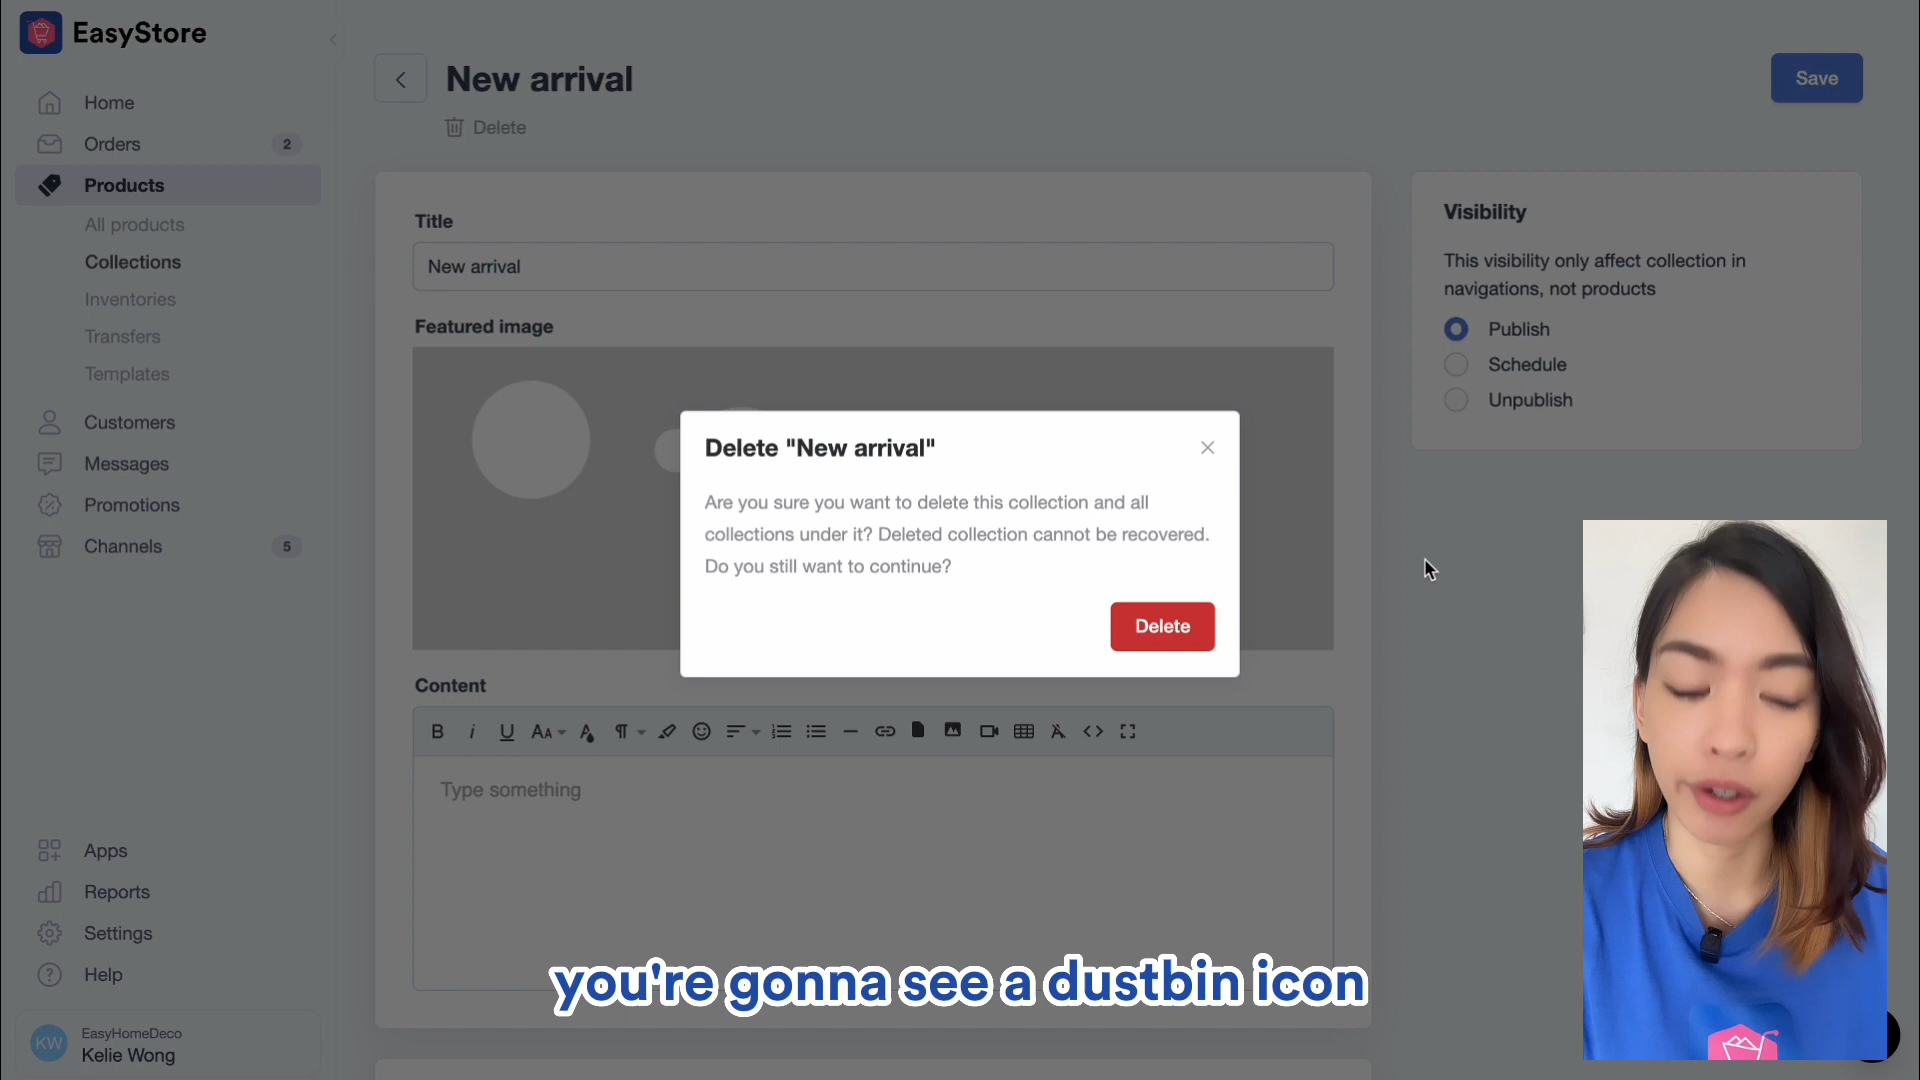 EasyStore
Home
Orders
2
Products
All products
Collections
Inventories
Transfers
Templates
Customers
Messages
Promotions
Channels
5
Apps
Reports
Settings
Help
KW
EasyHomeDeco
Kelie Wong
New arrival
Delete
Save
Title
New arrival
Featured image
Content
Type something
Visibility
This visibility only affect collection in
navigations, not products
Publish
Schedule
Unpublish
Delete "New arrival"
Are you sure you want to delete this collection and all
collections under it? Deleted collection cannot be recovered.
Do you still want to continue?
Delete
you're gonna see a dustbin icon